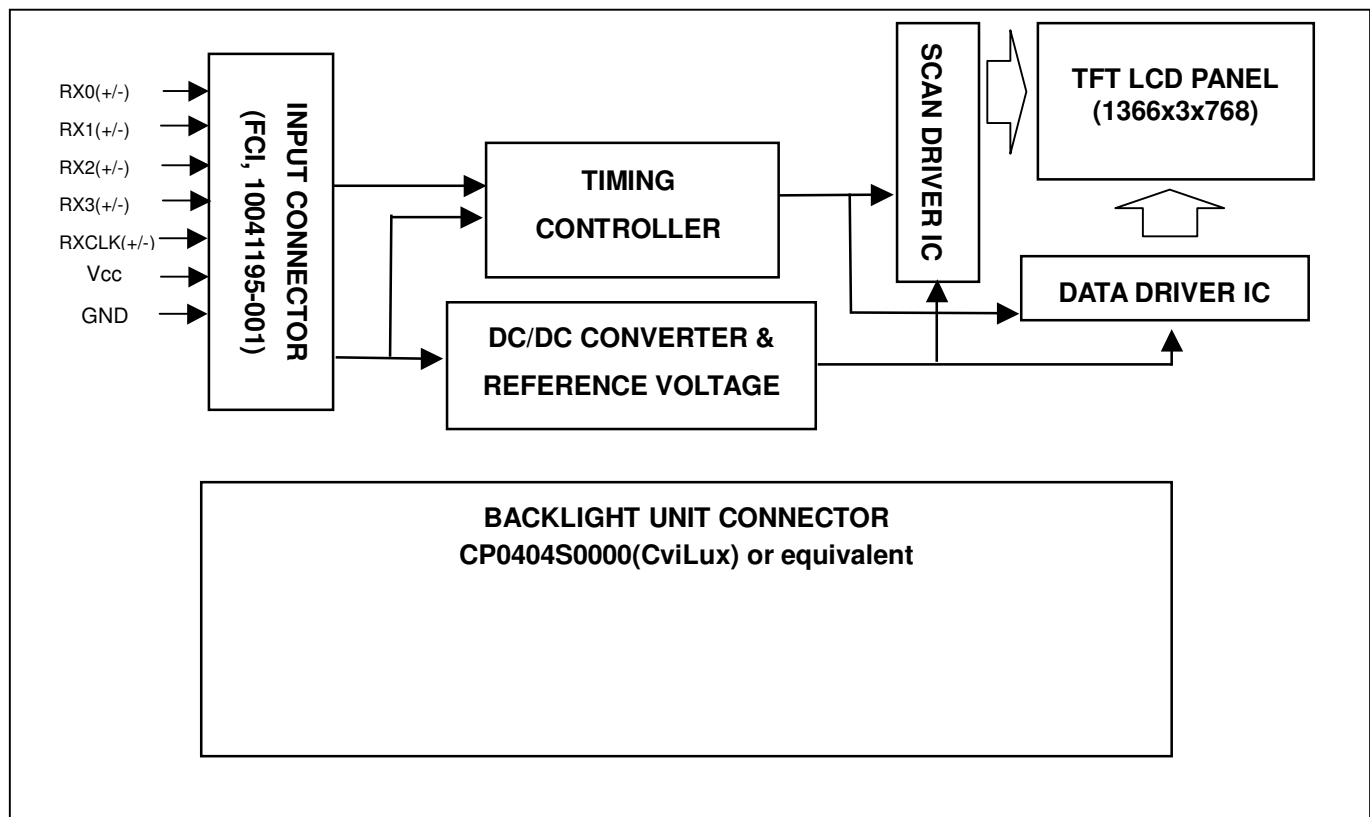 RX0(+/-)
RX1(+/-)
RX2(+/-)
RX3(+/-)
RXCLK(+/-)
Vcc
GND
INPUT CONNECTOR
(FCI, 10041195-001)
TIMING
CONTROLLER
DC/DC CONVERTER &
REFERENCE VOLTAGE
SCAN DRIVER IC
TFT LCD PANEL
(1366x3x768)
DATA DRIVER IC
BACKLIGHT UNIT CONNECTOR
CP0404S0000(CviLux) or equivalent